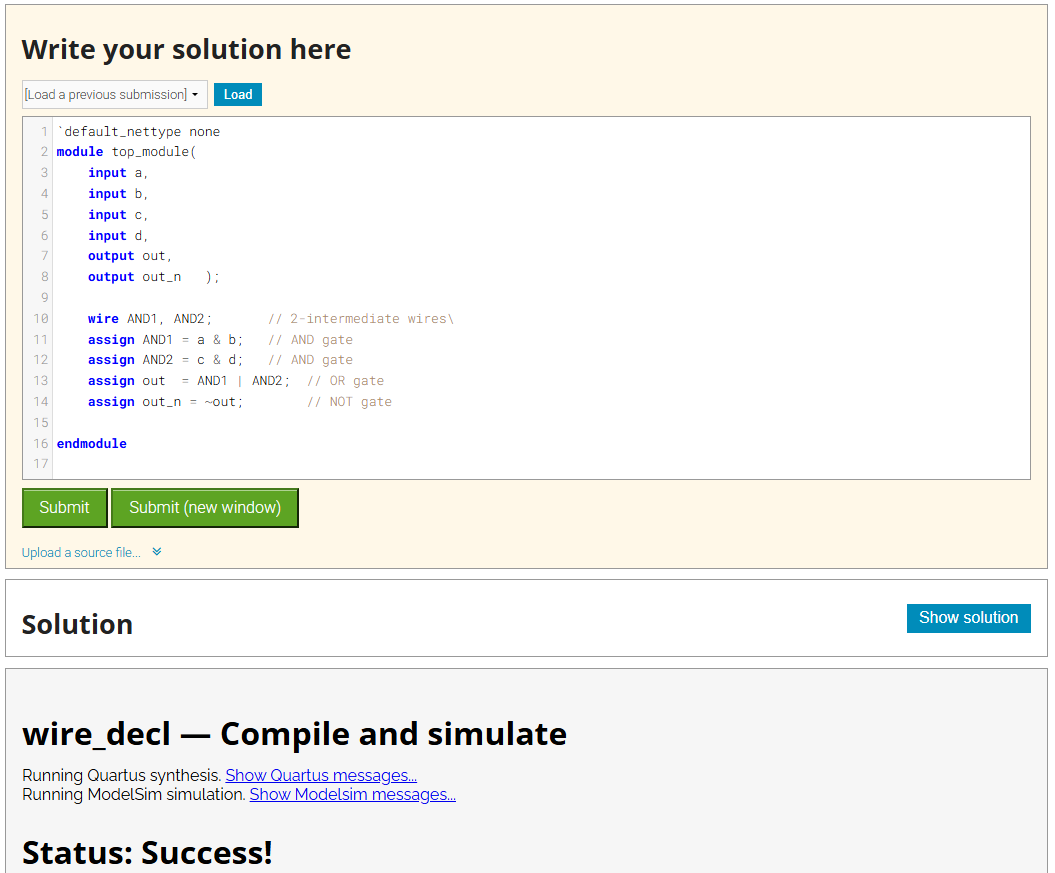 Write your solution here
[Load a previous submission] Load
1 `default_nettype none
2 module top_module(
3     input a,
4     input b,
5     input c,
6     input d,
7     output out,
8     output out_n   );
9
10     wire AND1, AND2;       // 2-intermediate wires\
11     assign AND1 = a & b;   // AND gate
12     assign AND2 = c & d;   // AND gate
13     assign out  = AND1 | AND2;  // OR gate
14     assign out_n = ~out;        // NOT gate
15
16 endmodule
17
Submit Submit (new window)
Upload a source file...
Solution Show solution
wire_decl — Compile and simulate
Running Quartus synthesis. Show Quartus messages...
Running ModelSim simulation. Show Modelsim messages...
Status: Success!